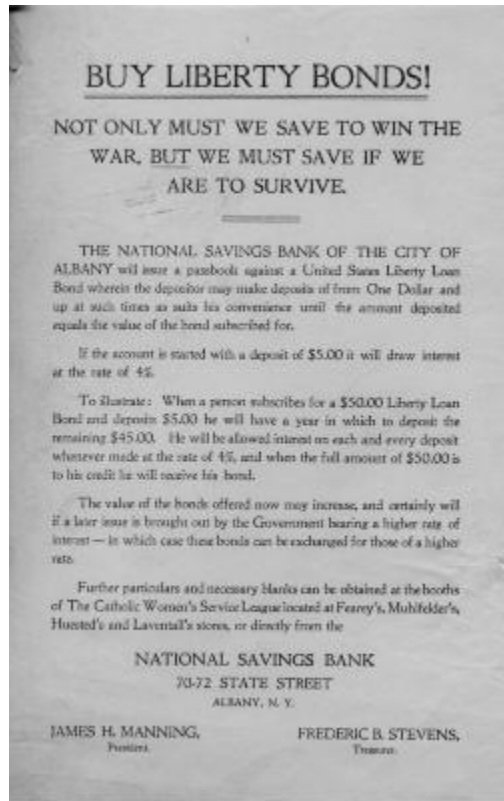 BUY LIBERTY BONDS!
NOT ONLY MUST WE SAVE TO WIN THE
WAR, BUT WE MUST SAVE IF WE
ARE TO SURVIVE.
THE NATIONAL SAVINGS BANK OF THE CITY OF
ALBANY will issue a passbook against a United States Liberty Loan
Bond wherein the depositor may make deposits of from One Dollar and
up at such times as suits his convenience until the amount deposited
equals the value of the bond subscribed for.
If the account is started with a deposit of $5.00 it will draw interest
at the rate of 4%.
To illustrate: When a person subscribes for a $50.00 Liberty Loan
Bond and deposits $5.00 he will have a year in which to deposit the
remaining $45.00. He will be allowed interest on each and every deposit
whenever made at the rate of 4%, and when the full amount of $50.00 is
to his credit he will receive his bond.
The value of the bonds offered now may increase, and certainly will
if a later issue is brought out by the Government bearing a higher rate of
interest — in which case these bonds can be exchanged for those of a higher
rate.
Further particulars and necessary blanks can be obtained at the booths
of The Catholic Women's Service League located at Fearey's, Muhlfelder's,
Huested's and Laventall's stores, or directly from the
NATIONAL SAVINGS BANK
70-72 STATE STREET
ALBANY, N. Y.
JAMES H. MANNING, FREDERIC B. STEVENS,
President. Treasurer.